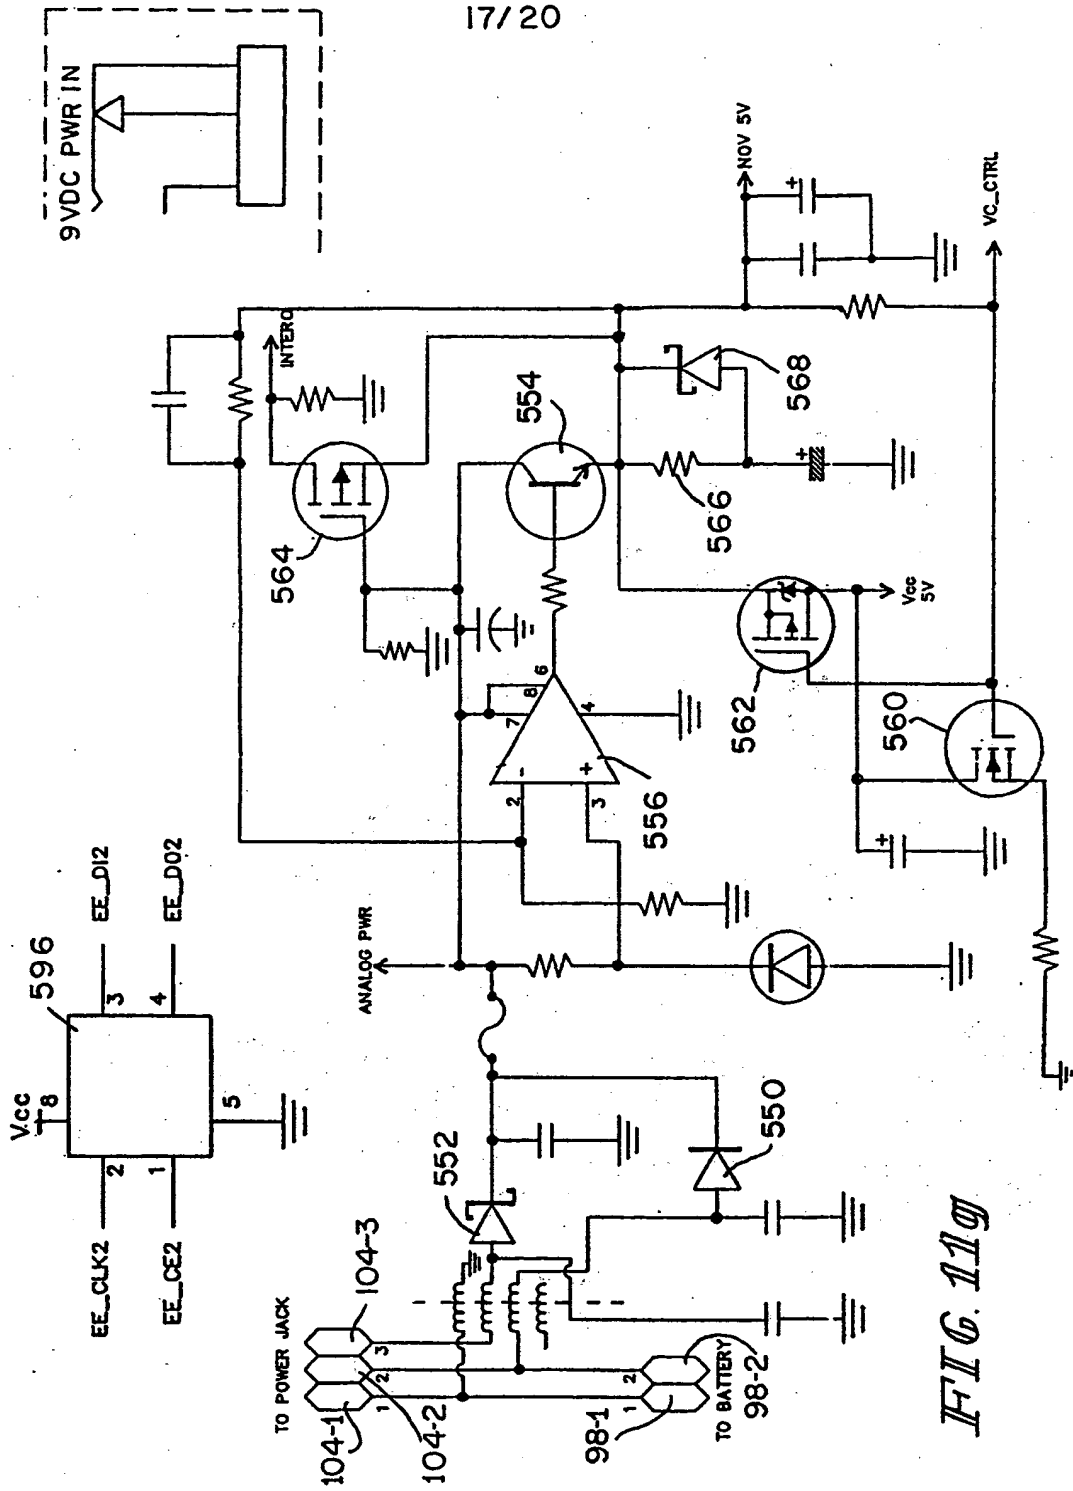 17/20
9VDC PWR IN
596
Vcc
8
EE_CLK2
2
3
EE_DI2
EE_CE2
1
4
EE_DO2
5
INTERO
564
ANALOG PWR
554
NOV 5V
7
8
6
2
-
3
+
4
556
566
+
568
+
562
Vcc
5V
560
VC_CTRL
+
TO POWER JACK
104-3
3
2
1
104-1
104-2
552
550
TO BATTERY
1
2
98-1
98-2
FIG. 11g